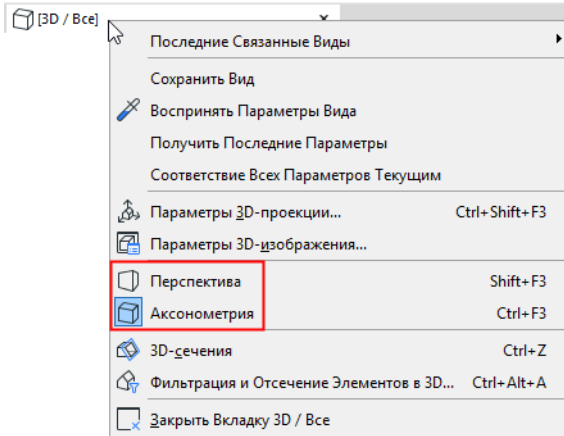 [3D / Все]
Последние Связанные Виды
Сохранить Вид
Воспринять Параметры Вида
Получить Последние Параметры
Соответствие Всех Параметров Текущим
Параметры 3D-проекции... Ctrl+Shift+F3
Параметры 3D-изображения...
Перспектива Shift+F3
Аксонометрия Ctrl+F3
3D-сечения Ctrl+Z
Фильтрация и Отсечение Элементов в 3D... Ctrl+Alt+A
Закрыть Вкладку 3D / Все